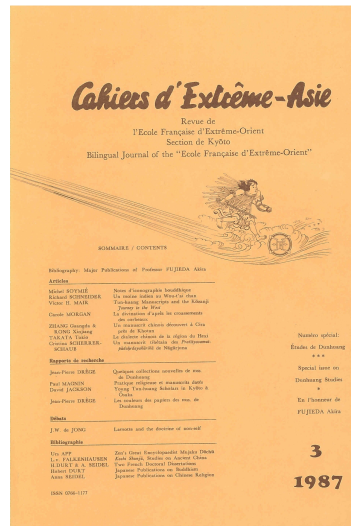 Cahiers d'Extrême-Asie
Revue de
l'Ecole Française d'Extrême-Orient
Section de Kyōto
Bilingual Journal of the "Ecole Française d'Extrême-Orient"
SOMMAIRE / CONTENTS
Bibliography: Major Publications of Professor FUJIEDA Akira
Articles
Michel SOYMIÉ Notes d'iconographie bouddhique
Richard SCHNEIDER Un moine indien au Wou-t'ai chan
Victor H. MAIR Tun-huang Manuscripts and the
Journey to the West
Carole MORGAN La divination d'après les croassements
des corbeaux
ZHANG Guangda & Un manuscrit chinois découvert à Cira
RONG Xinjiang près de Khotan
TAKATA Tokio Le dialecte chinois de la région du Hexi
Cristina SCHERRER- Un manuscrit tibétain des
SCHAUB de Nāgārjuna
Rapports de recherche
Jean-Pierre DRÈGE Quelques collections nouvelles de mss.
de Dunhuang
Paul MAGNIN Pratique religieuse et manuscrits datés
David JACKSON Young Tun-huang Scholars in Kyōto &
Ōsaka
Jean-Pierre DRÈGE Les couleurs des papiers des mss. de
Dunhuang
Débats
J.W. de JONG Lamotte and the doctrine of non-self
Bibliographie
Urs APP Zen's Great Encyclopaedist Mujaku Dōchū
L.v. FALKENHAUSEN Koshi Shunjū, Studies on Ancient China
H.DURT & A. SEIDEL Two French Doctoral Dissertations
Hubert DURT Japanese Publications on Buddhism
Anna SEIDEL Japanese Publications on Chinese Religion
ISSN 0766-1177
Numéro spécial:
Études de Dunhuang
***
Special issue on
Dunhuang Studies
*
En l'honneur de
FUJIEDA Akira
3
1987